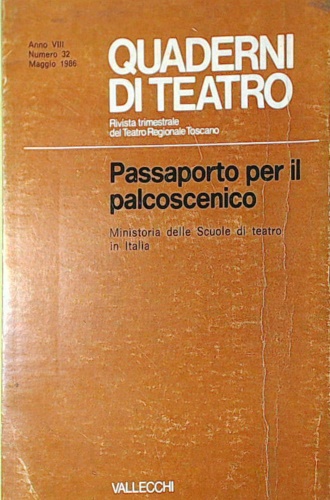 Anno VIII
Numero 32
Maggio 1986
QUADERNI
DI TEATRO
Rivista trimestrale
del Teatro Regionale Toscano
Passaporto per il
palcoscenico
Ministoria delle Scuole di teatro
in Italia
VALLECCHI